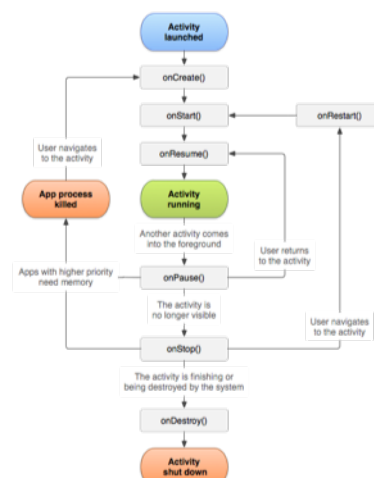 Activity
launched
onCreate()
onStart()
onRestart()
User navigates
to the activity
onResume()
App process
killed
Activity
running
Another activity comes
into the foreground
User returns
to the activity
Apps with higher priority
need memory
onPause()
The activity is
no longer visible
User navigates
to the activity
onStop()
The activity is finishing or
being destroyed by the system
onDestroy()
Activity
shut down